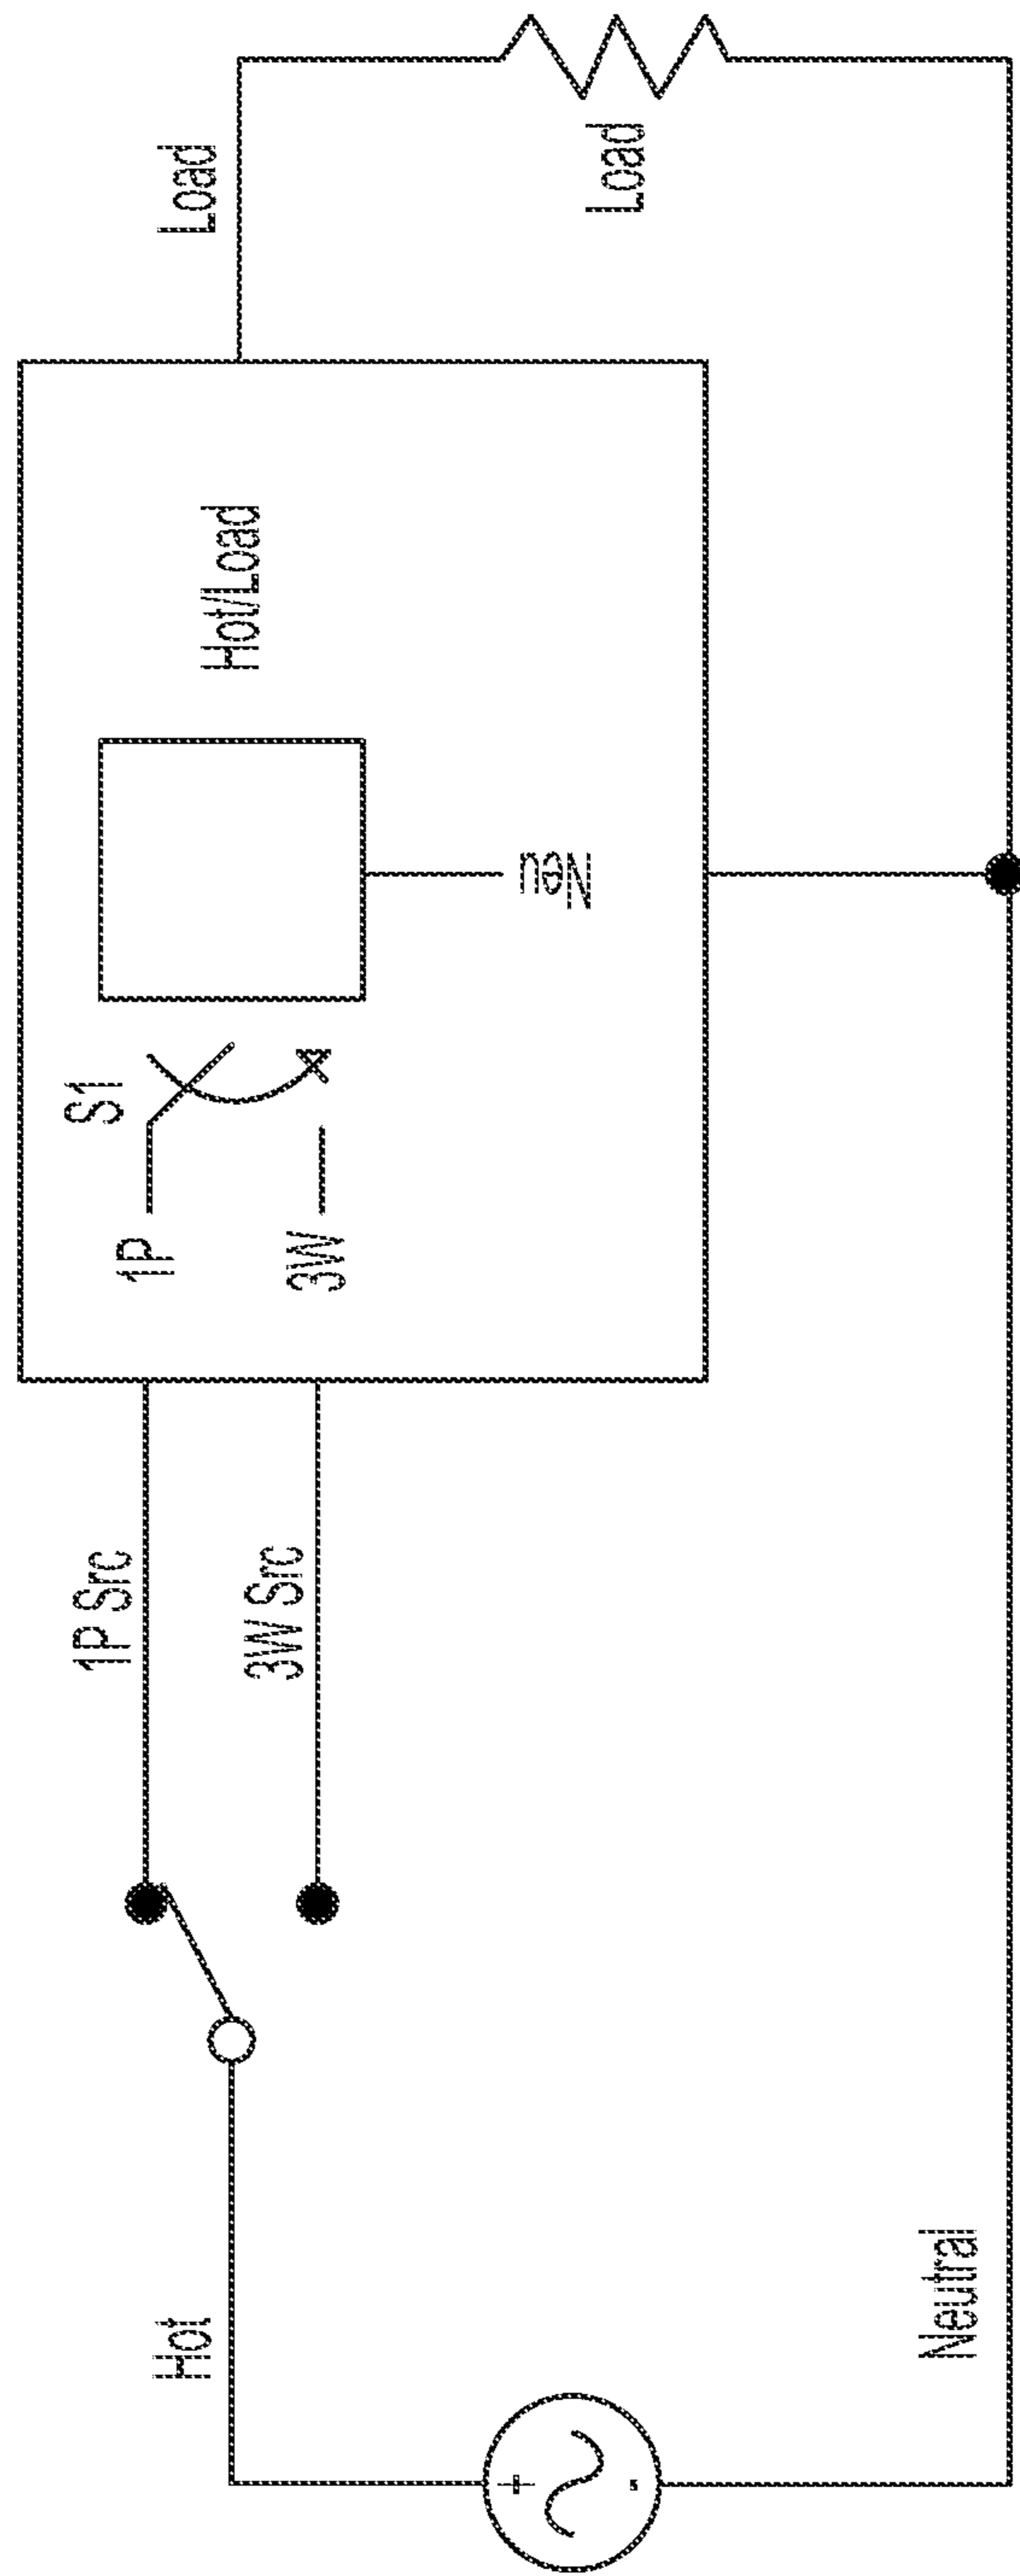 Hot
1P Src
3W Src
1P
3W
S1
Hot/Load
Neu
Load
Load
Neutral
+
-